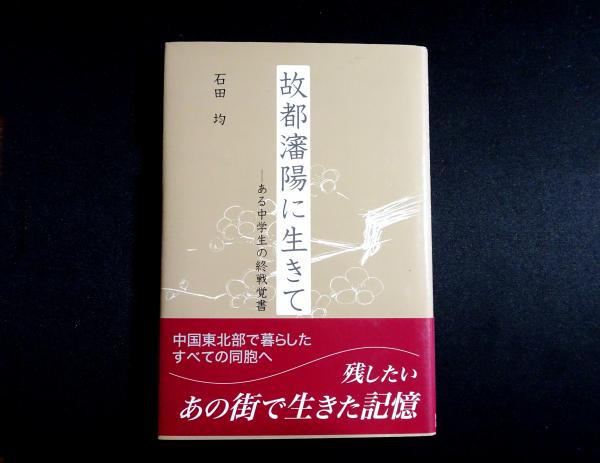 故都瀋陽に生きて
―ある中学生の終戦覚書
石田 均
中国東北部で暮らした
すべての同胞へ
残したい
あの街で生きた記憶